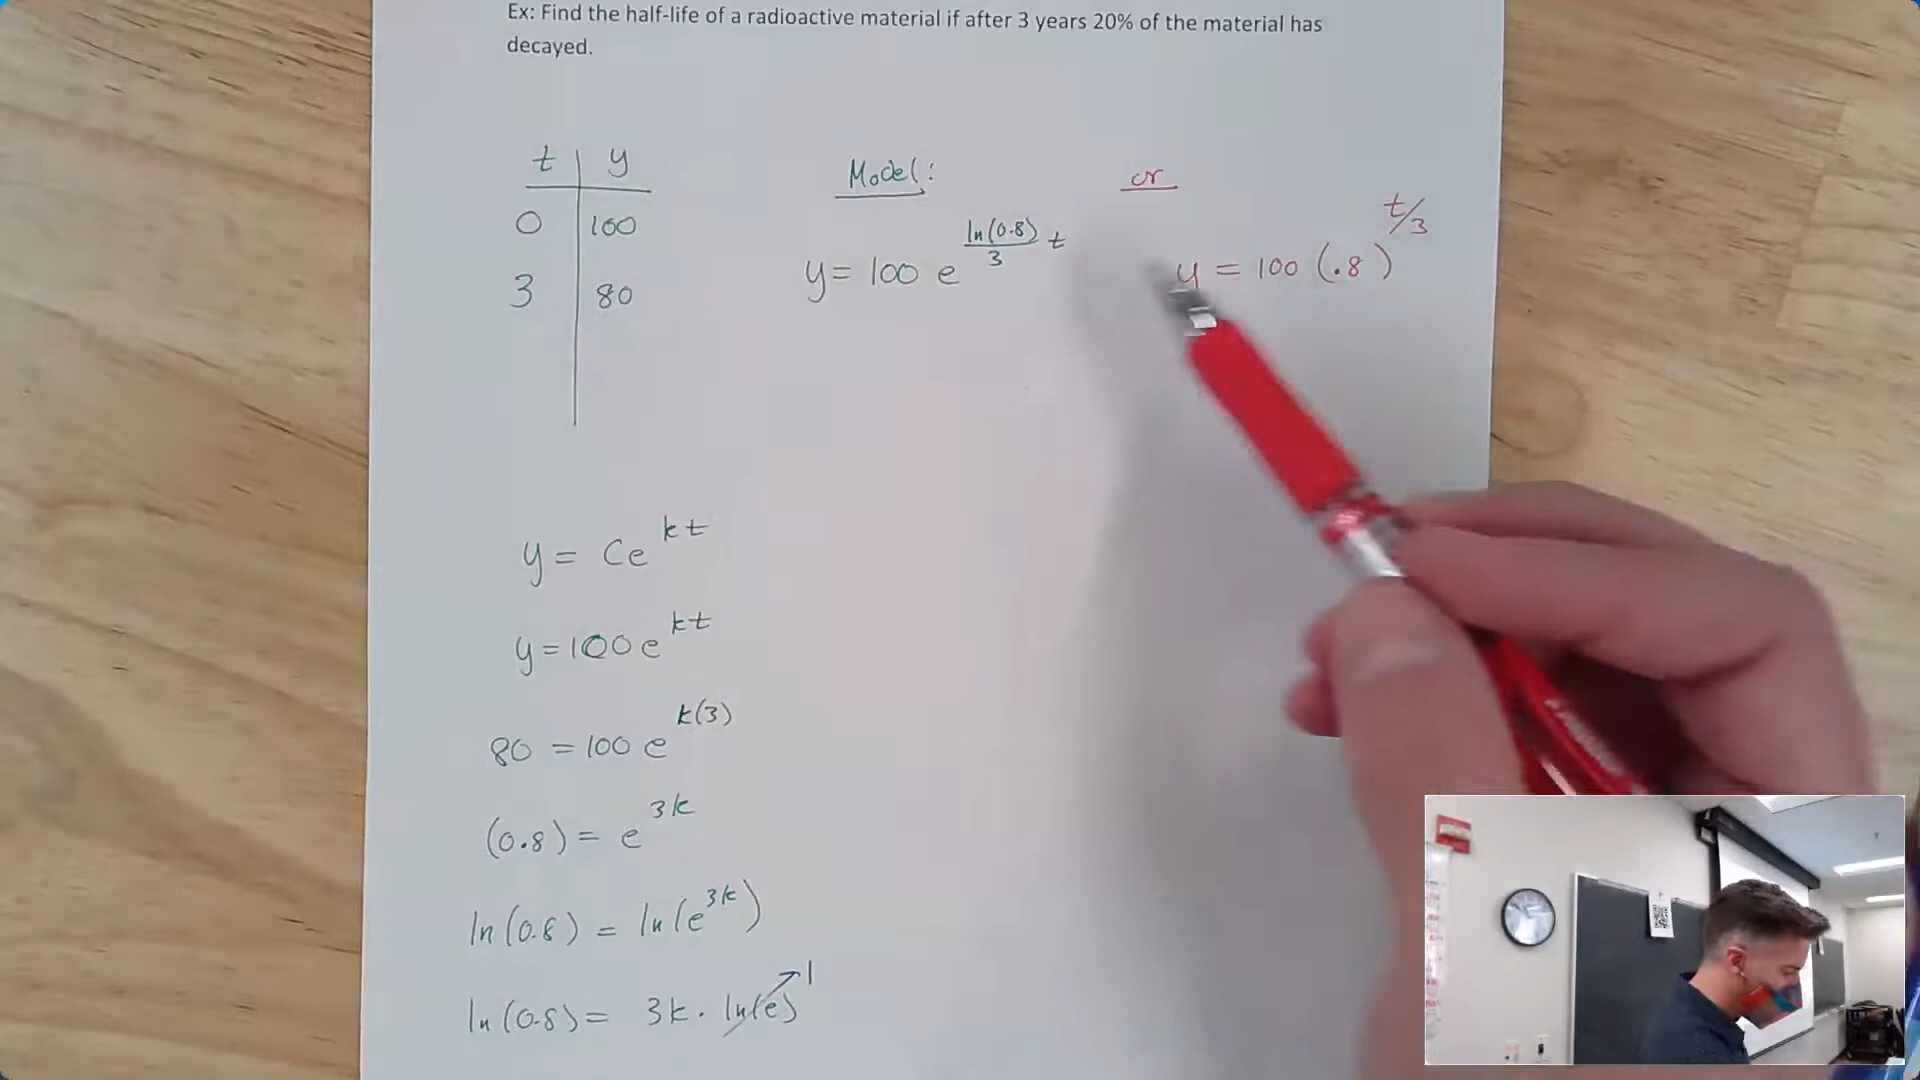 Ex: Find the half-life of a radioactive material if after 3 years 20% of the material has
decayed.
t | y
0 | 100
3 | 80
Model:
y = 100 e^(ln(0.8)/3 t)
or
y = 100 (.8)^(t/3)
y = Ce^(kt)
y = 100e^(kt)
80 = 100 e^(k(3))
(0.8) = e^(3k)
ln(0.8) = ln(e^(3k))
ln(0.8) = 3k · ln(e) 1